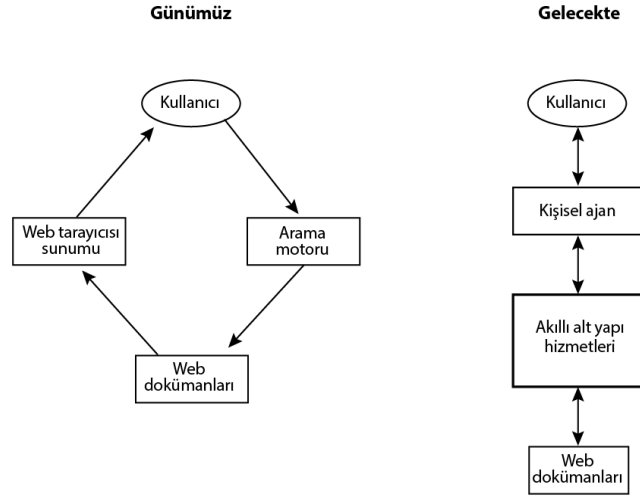 Günümüz
Kullanıcı
Arama
motoru
Web
dokümanları
Web tarayıcısı
sunumu
Gelecekte
Kullanıcı
Kişisel ajan
Akıllı alt yapı
hizmetleri
Web
dokümanları